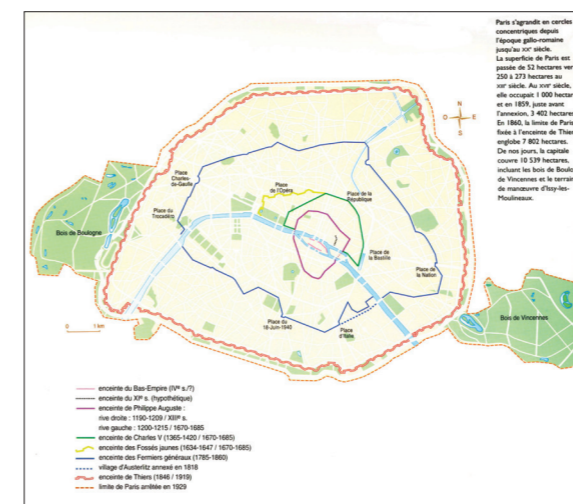 Paris s'agrandit en cercles
concentriques depuis
l'époque gallo-romaine
jusqu'au XXe siècle.
La superficie de Paris est
passée de 52 hectares ver
250 à 273 hectares au
XIIIe siècle. Au XVIIe siècle,
elle occupait 1 000 hectar
et en 1859, juste avant
l'annexion, 3 402 hectares
En 1860, la limite de Paris
fixée à l'enceinte de Thier
englobe 7 802 hectares.
De nos jours, la capitale
couvre 10 539 hectares,
incluant les bois de Boulo
de Vincennes et le terrain
de manœuvre d'Issy-les-
Moulineaux.
N
O E
S
Place
Charles-
de-Gaulle
Place
de l'Opéra
Place de la
République
Place du
Trocadéro
Bois de Boulogne
Place de
la Bastille
Place de
la Nation
Place du
18-Juin-1940
Place
d'Italie
Bois de Vincennes
0 1 km
enceinte du Bas-Empire (IVe s./?)
enceinte du XIe s. (hypothétique)
enceinte de Philippe Auguste :
rive droite : 1190-1209 / XIIIe s.
rive gauche : 1200-1215 / 1670-1685
enceinte de Charles V (1365-1420 / 1670-1685)
enceinte des Fossés jaunes (1634-1647 / 1670-1685)
enceinte des Fermiers généraux (1785-1860)
village d'Austerlitz annexé en 1818
enceinte de Thiers (1846 / 1919)
limite de Paris arrêtée en 1929